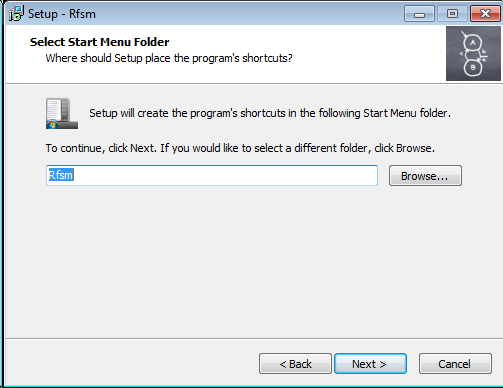 Setup - Rfsm
Select Start Menu Folder
Where should Setup place the program's shortcuts?
A
C
B
Setup will create the program's shortcuts in the following Start Menu folder.
To continue, click Next. If you would like to select a different folder, click Browse.
Rfsm
Browse...
< Back
Next >
Cancel